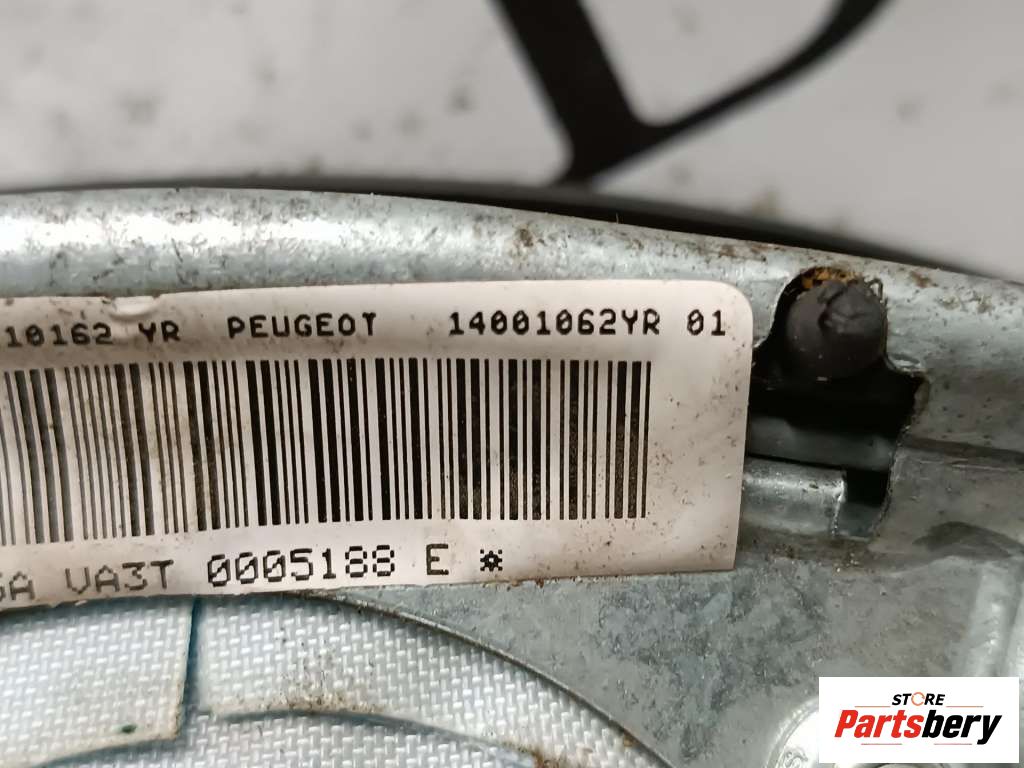 10162 YR PEUGEOT 14001062YR 01
VA3T 0005188 E *
STORE
Partsbery